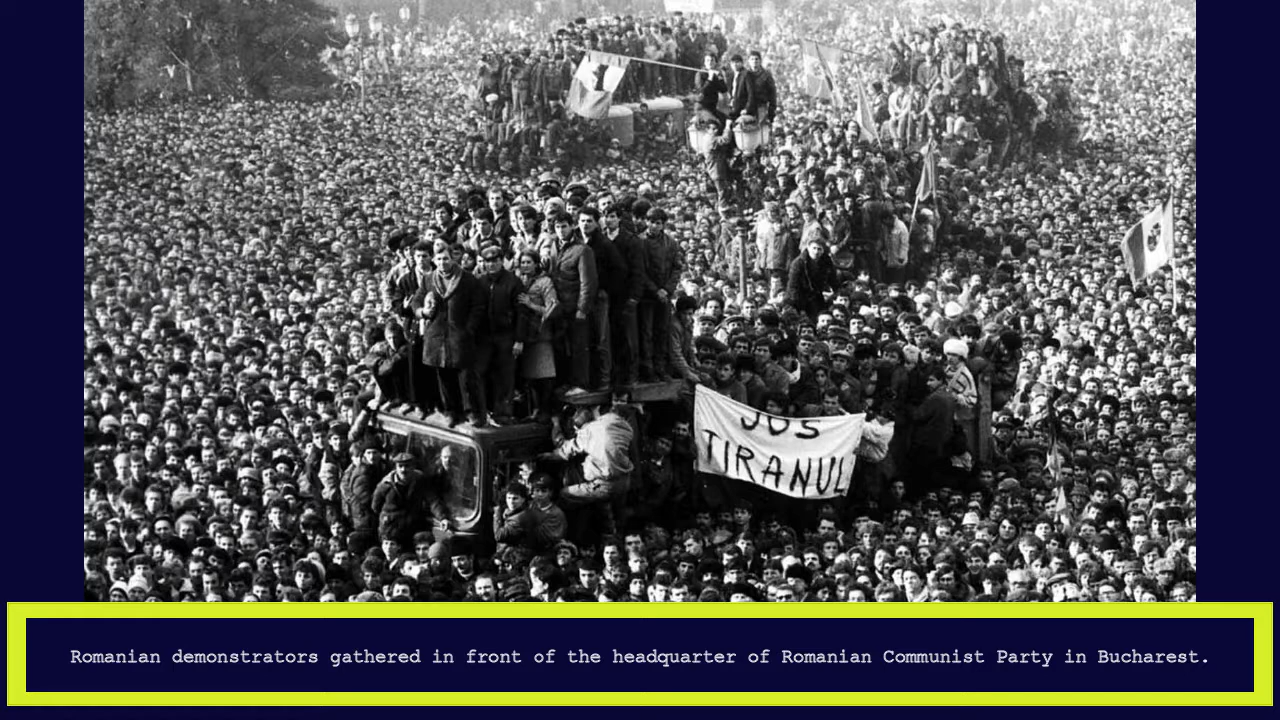 JOS
TIRANUL
Romanian demonstrators gathered in front of the headquarter of Romanian Communist Party in Bucharest.